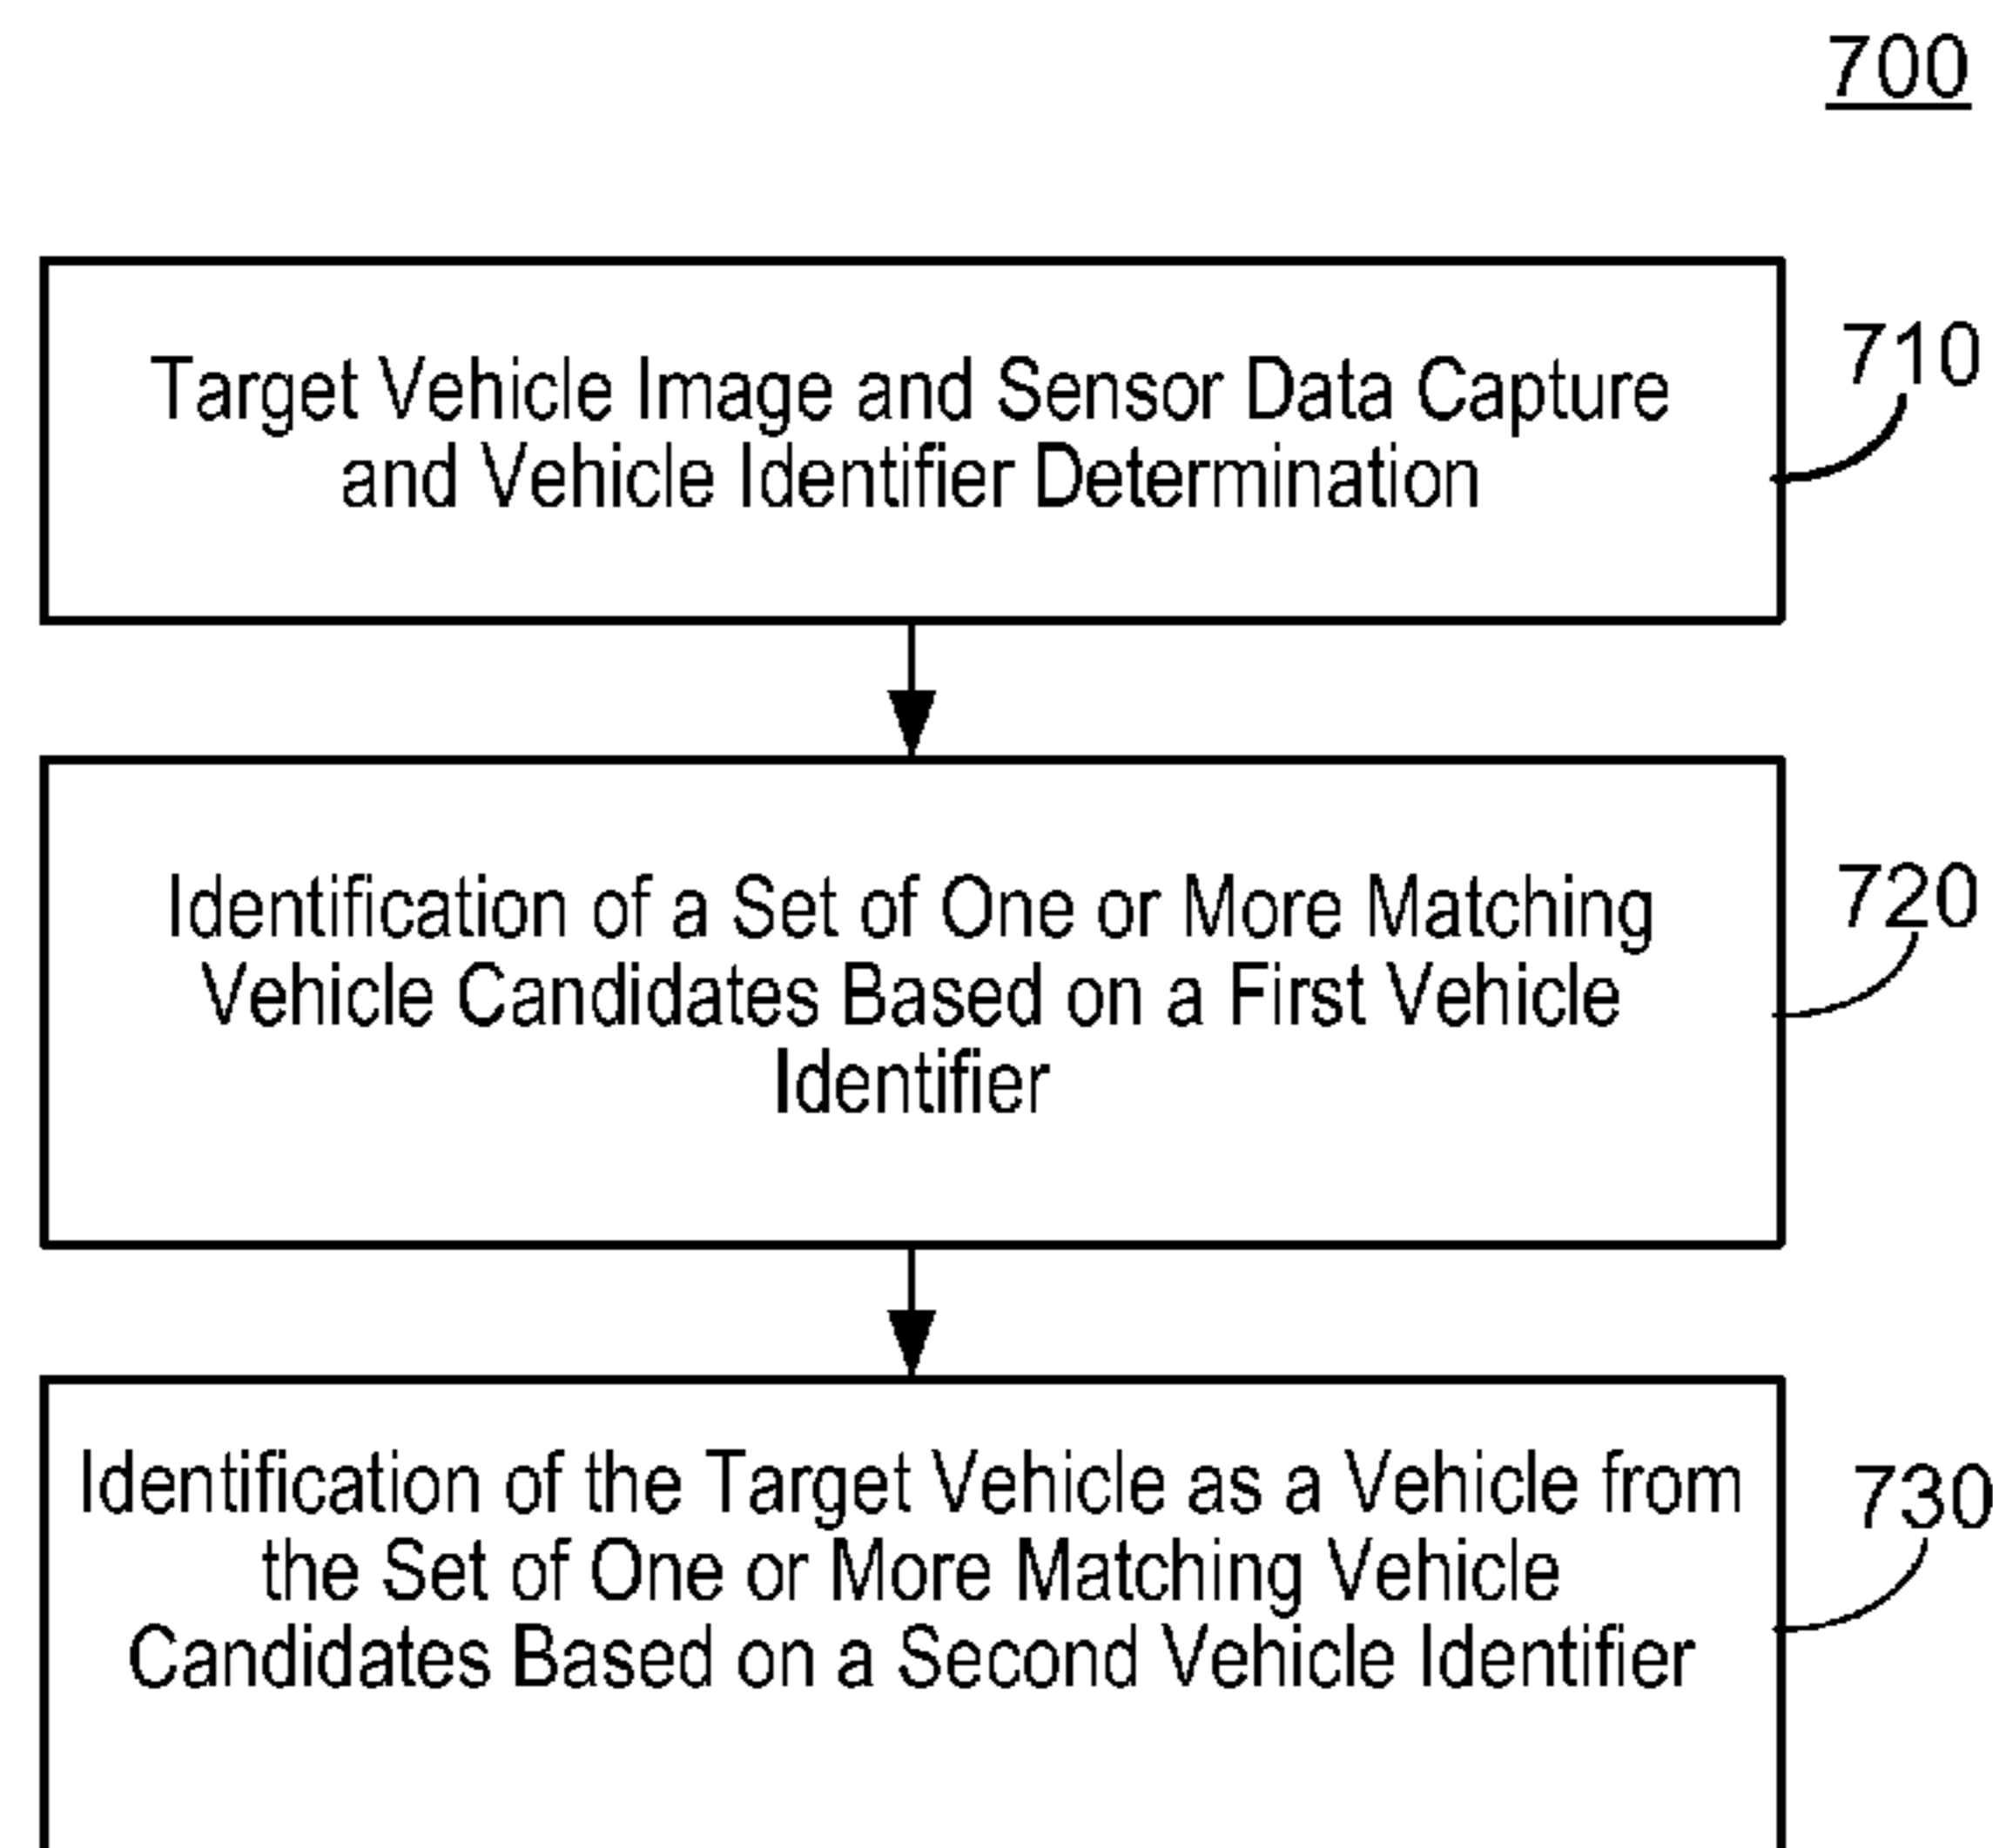 700
Target Vehicle Image and Sensor Data Capture
and Vehicle Identifier Determination
710
Identification of a Set of One or More Matching
Vehicle Candidates Based on a First Vehicle
Identifier
720
Identification of the Target Vehicle as a Vehicle from
the Set of One or More Matching Vehicle
Candidates Based on a Second Vehicle Identifier
730